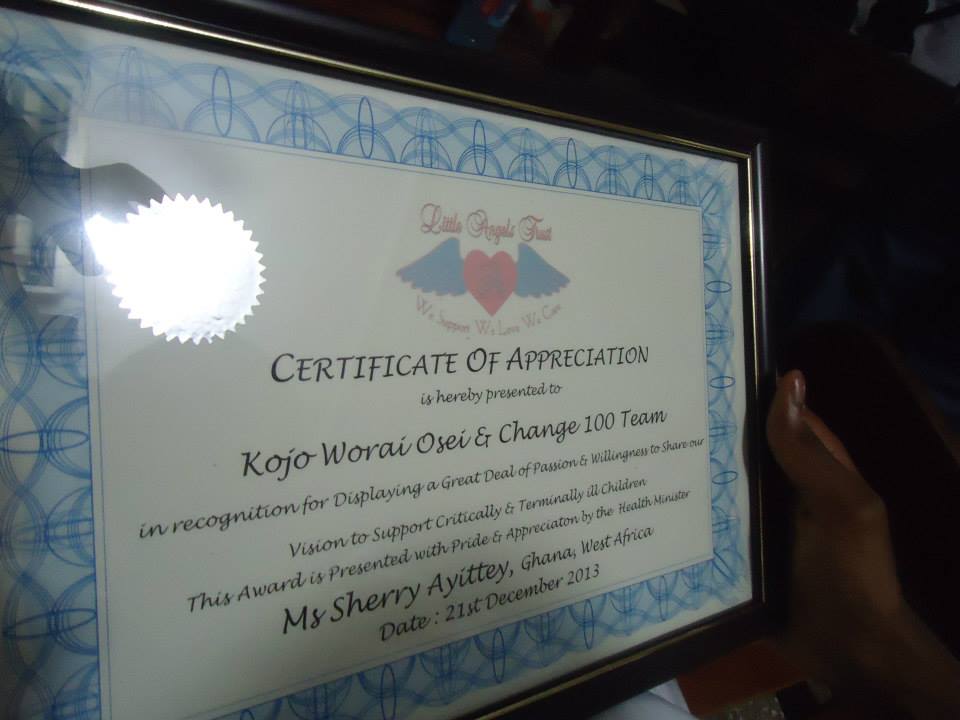 Little Angels Trust
We Support We Love We Care
CERTIFICATE OF APPRECIATION
is hereby presented to
Kojo Worai Osei & Change 100 Team
in recognition for Displaying a Great Deal of Passion & Willingness to Share our
Vision to Support Critically & Terminally ill Children
This Award is Presented with Pride & Appreciaton by the Health Minister
Ms Sherry Ayittey, Ghana, West Africa
Date : 21st December 2013